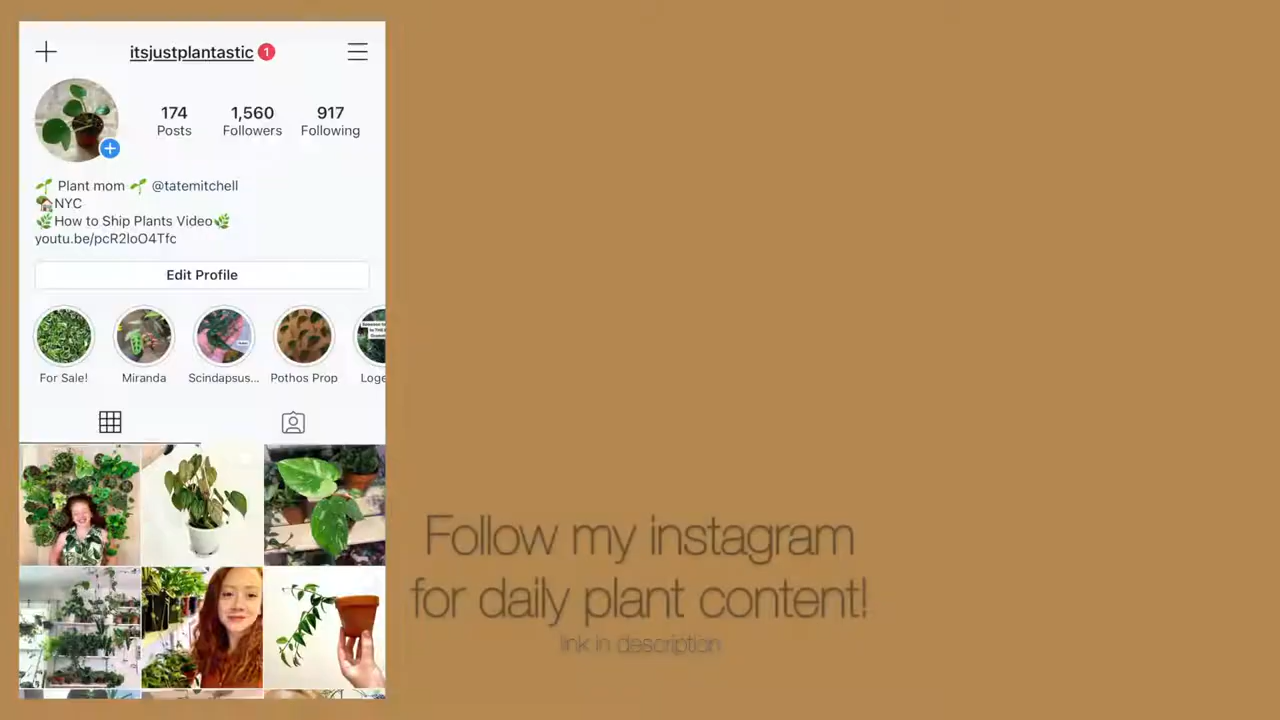 itsjustplantastic 1
174 1,560 917
Posts Followers Following
Plant mom @tatemitchell
NYC
How to Ship Plants Video
youtu.be/pcR2loO4Tfc
Edit Profile
For Sale! Miranda Scindapsus... Pothos Prop Loge
Follow my instagram
for daily plant content!
link in description